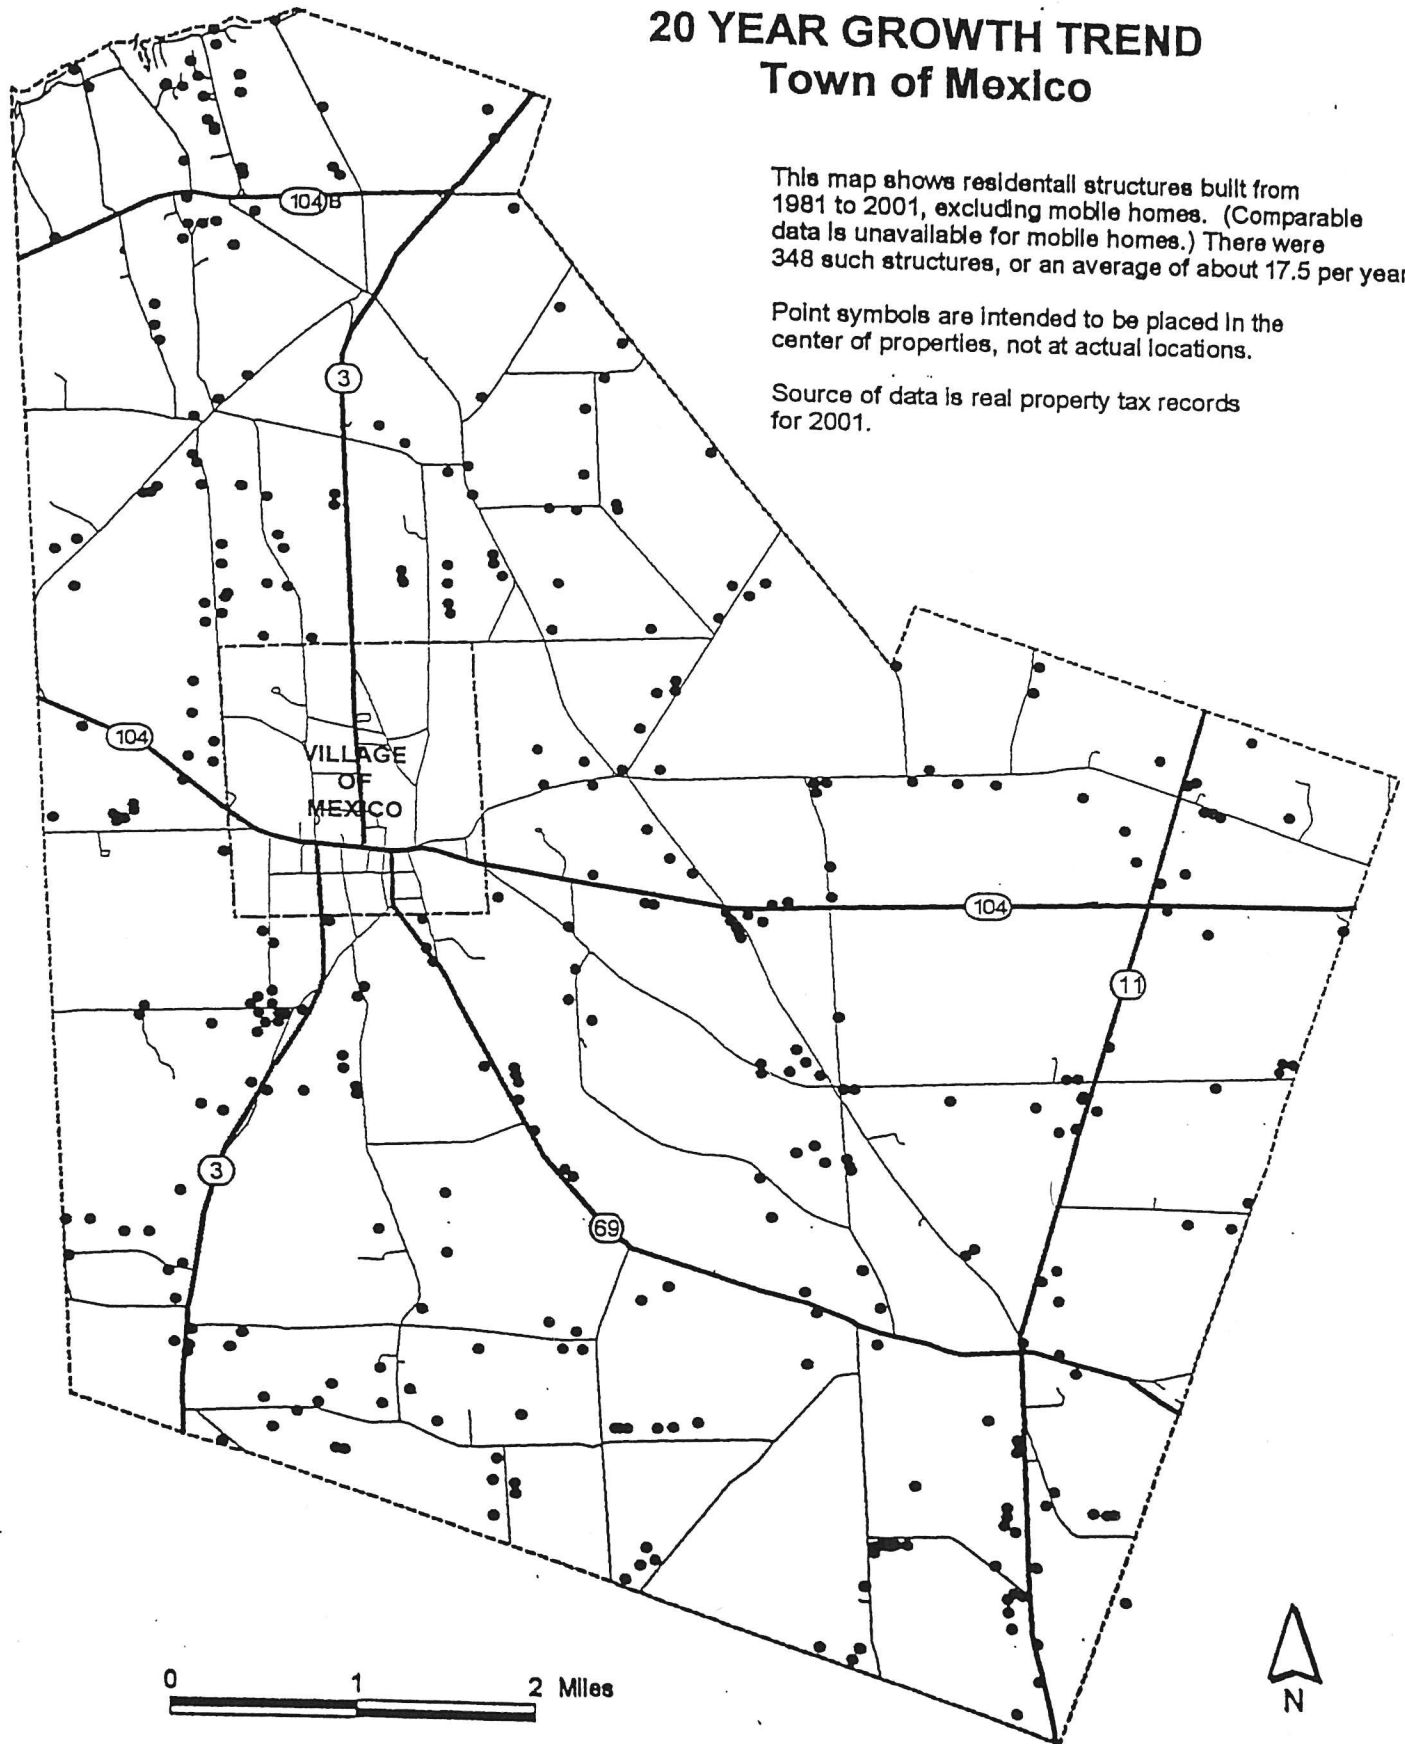 20 YEAR GROWTH TREND
Town of Mexico
This map shows residentail structures built from
1981 to 2001, excluding mobile homes. (Comparable
data is unavailable for mobile homes.) There were
348 such structures, or an average of about 17.5 per year
Point symbols are intended to be placed in the
center of properties, not at actual locations.
Source of data is real property tax records
for 2001.
104 B
3
104
VILLAGE
OF
MEXICO
104
11
3
69
0 1 2 Miles
N